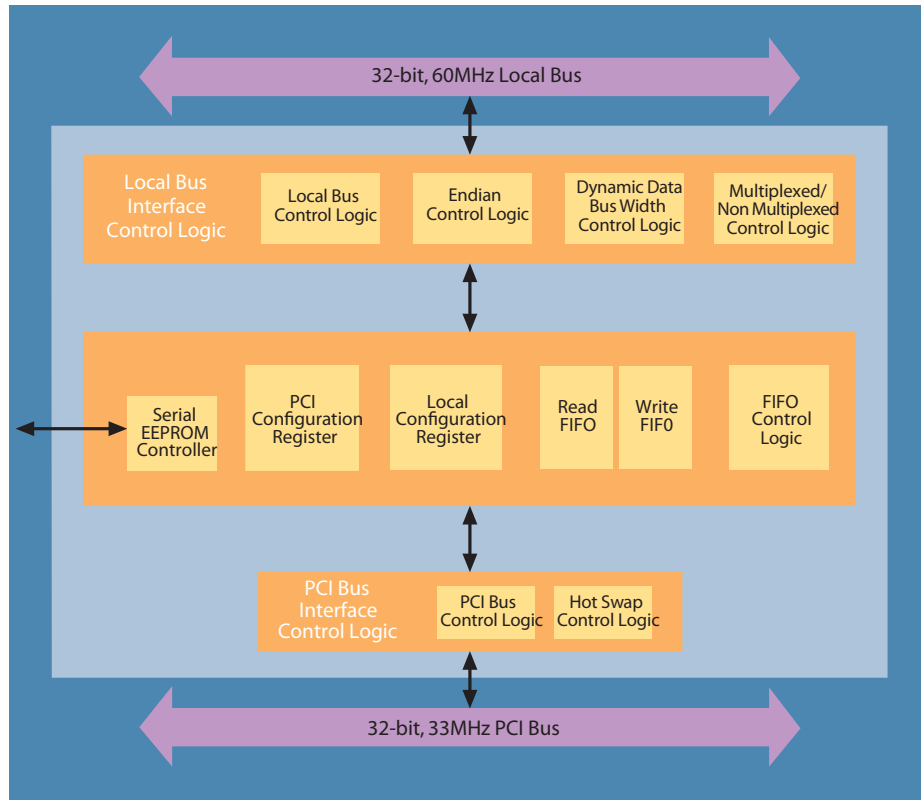 32-bit, 60MHz Local Bus
Local Bus
Interface
Control Logic
Local Bus
Control Logic
Endian
Control Logic
Dynamic Data
Bus Width
Control Logic
Multiplexed/
Non Multiplexed
Control Logic
Serial
EEPROM
Controller
PCI
Configuration
Register
Local
Configuration
Register
Read
FIFO
Write
FIF0
FIFO
Control
Logic
PCI Bus
Interface
Control Logic
PCI Bus
Control Logic
Hot Swap
Control Logic
32-bit, 33MHz PCI Bus